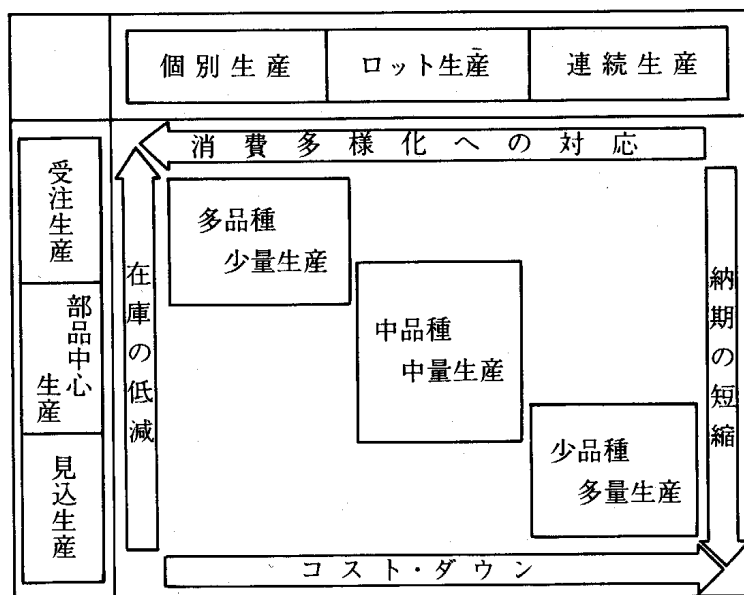 個別生産
ロット生産
連続生産
消費多様化への対応
受注生産
部品中心
生産
見込生産
在庫の低減
多品種
少量生産
中品種
中量生産
少品種
多量生産
納期の短縮
コスト・ダウン